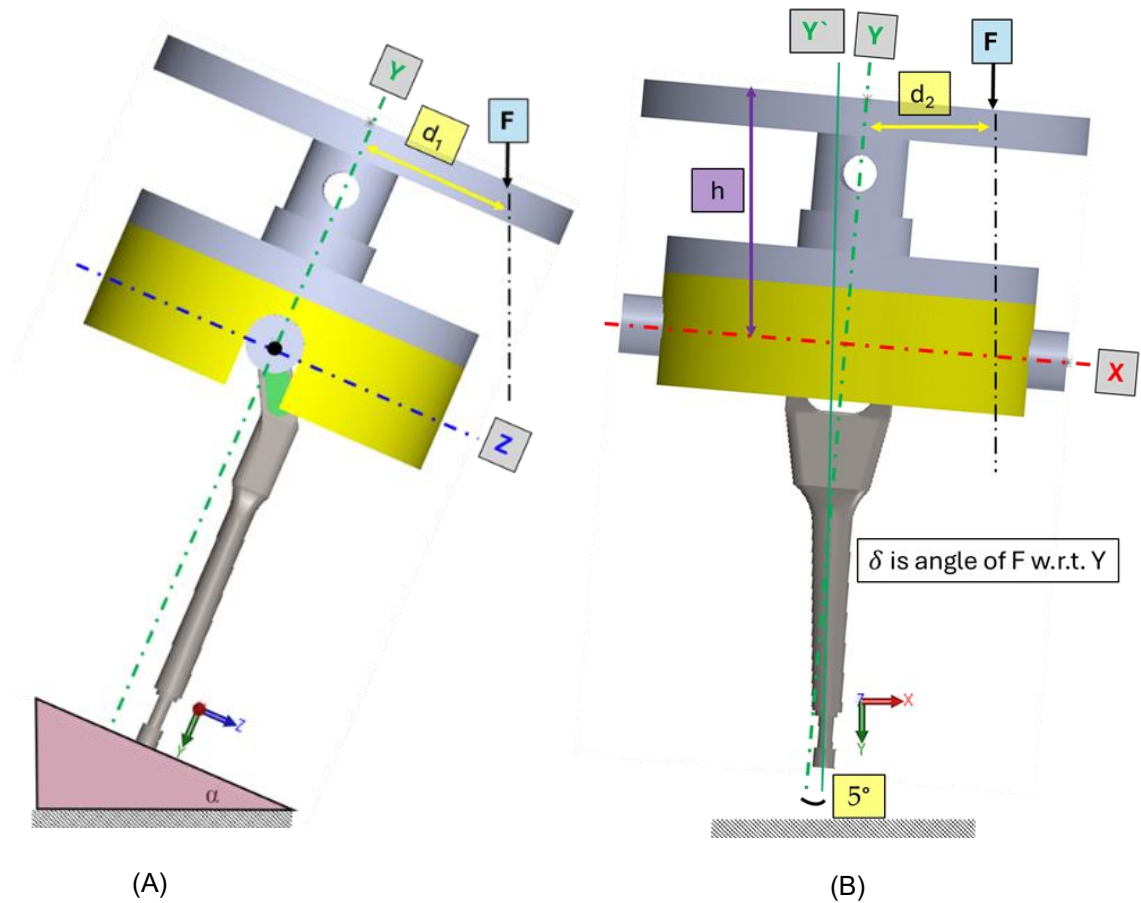 Y
d₁
F
Z
Z
Y
α
(A)
Y`
Y
F
d₂
h
X
δ is angle of F w.r.t. Y
Z
X
Y
5°
(B)